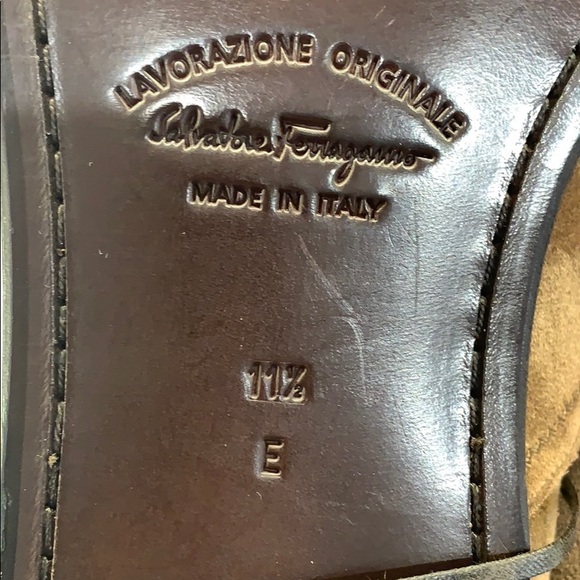 LAVORAZIONE ORIGINALE
Salvatore Ferragamo
MADE IN ITALY
11½
E